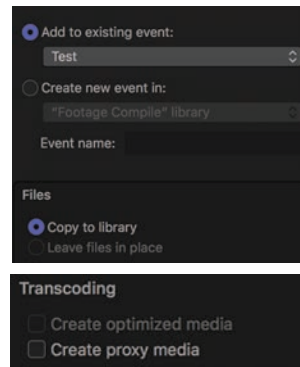 Add to existing event:
Test
Create new event in:
"Footage Compile" library
Event name:
Files
Copy to library
Leave files in place
Transcoding
Create optimized media
Create proxy media